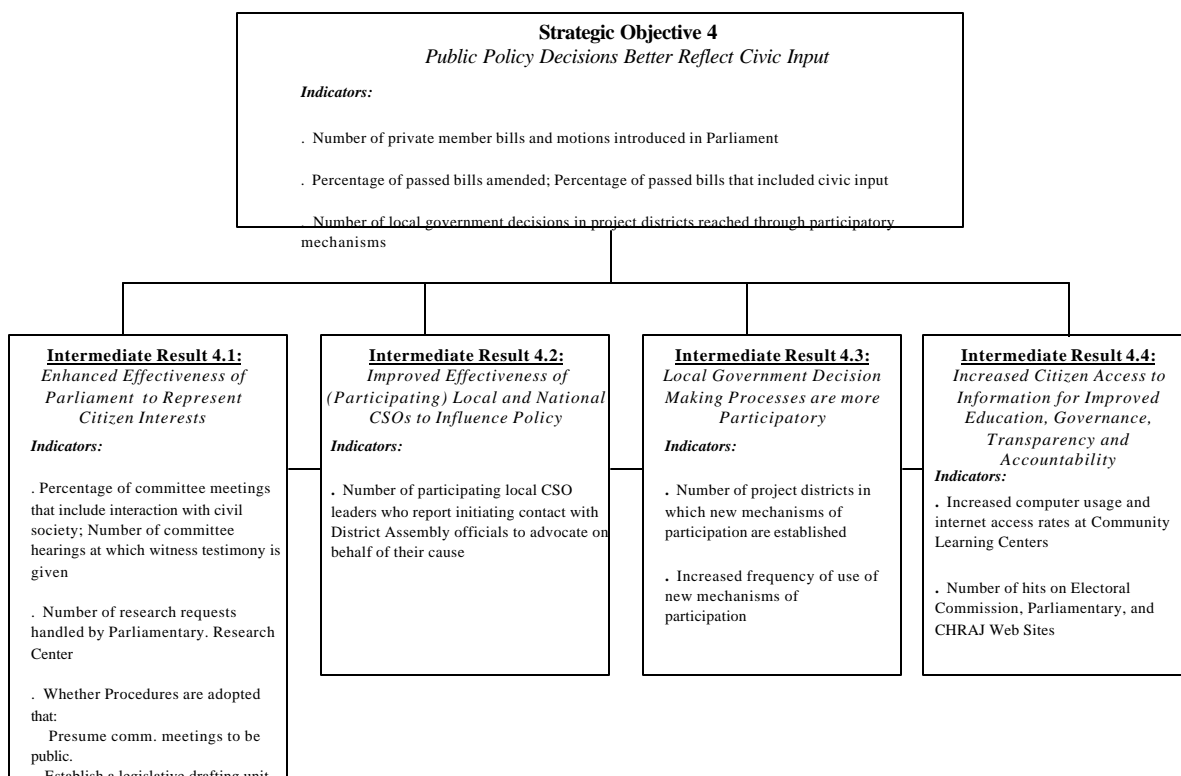 Strategic Objective 4
Public Policy Decisions Better Reflect Civic Input
Indicators:
. Number of private member bills and motions introduced in Parliament
. Percentage of passed bills amended; Percentage of passed bills that included civic input
. Number of local government decisions in project districts reached through participatory
mechanisms
Intermediate Result 4.1:
Enhanced Effectiveness of
Parliament to Represent
Citizen Interests
Indicators:
. Percentage of committee meetings
that include interaction with civil
society; Number of committee
hearings at which witness testimony is
given
. Number of research requests
handled by Parliamentary. Research
Center
. Whether Procedures are adopted
that:
Presume comm. meetings to be
public.
Establish a legislative drafting unit
Intermediate Result 4.2:
Improved Effectiveness of
(Participating) Local and National
CSOs to Influence Policy
Indicators:
. Number of participating local CSO
leaders who report initiating contact with
District Assembly officials to advocate on
behalf of their cause
Intermediate Result 4.3:
Local Government Decision
Making Processes are more
Participatory
Indicators:
. Number of project districts in
which new mechanisms of
participation are established
. Increased frequency of use of
new mechanisms of
participation
Intermediate Result 4.4:
Increased Citizen Access to
Information for Improved
Education, Governance,
Transparency and
Accountability
Indicators:
. Increased computer usage and
internet access rates at Community
Learning Centers
. Number of hits on Electoral
Commission, Parliamentary, and
CHRAJ Web Sites